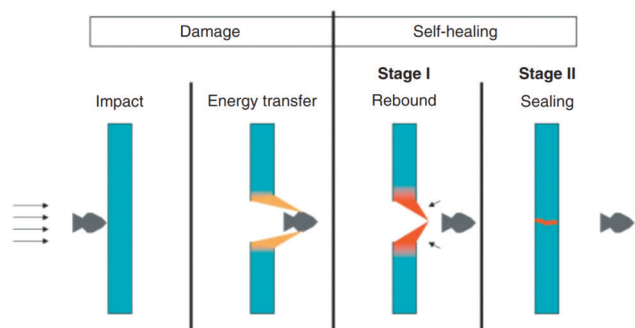 Damage
Self-healing
Stage I
Stage II
Impact
Energy transfer
Rebound
Sealing